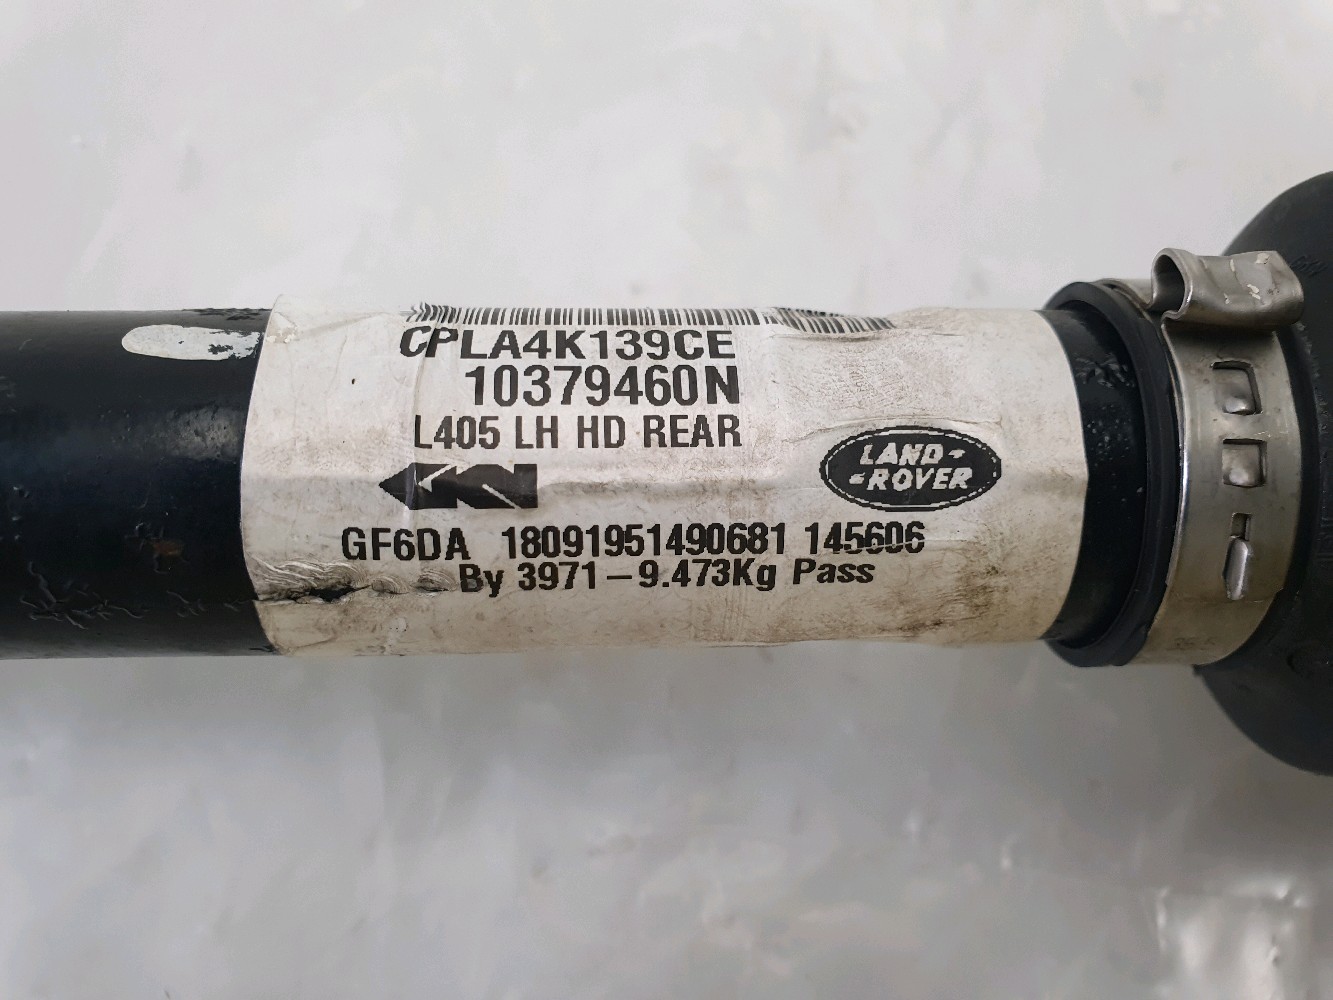 CPLA4K139CE
10379460N
L405 LH HD REAR
LAND-
-ROVER
GF6DA 18091951490681 145606
By 3971-9.473Kg Pass